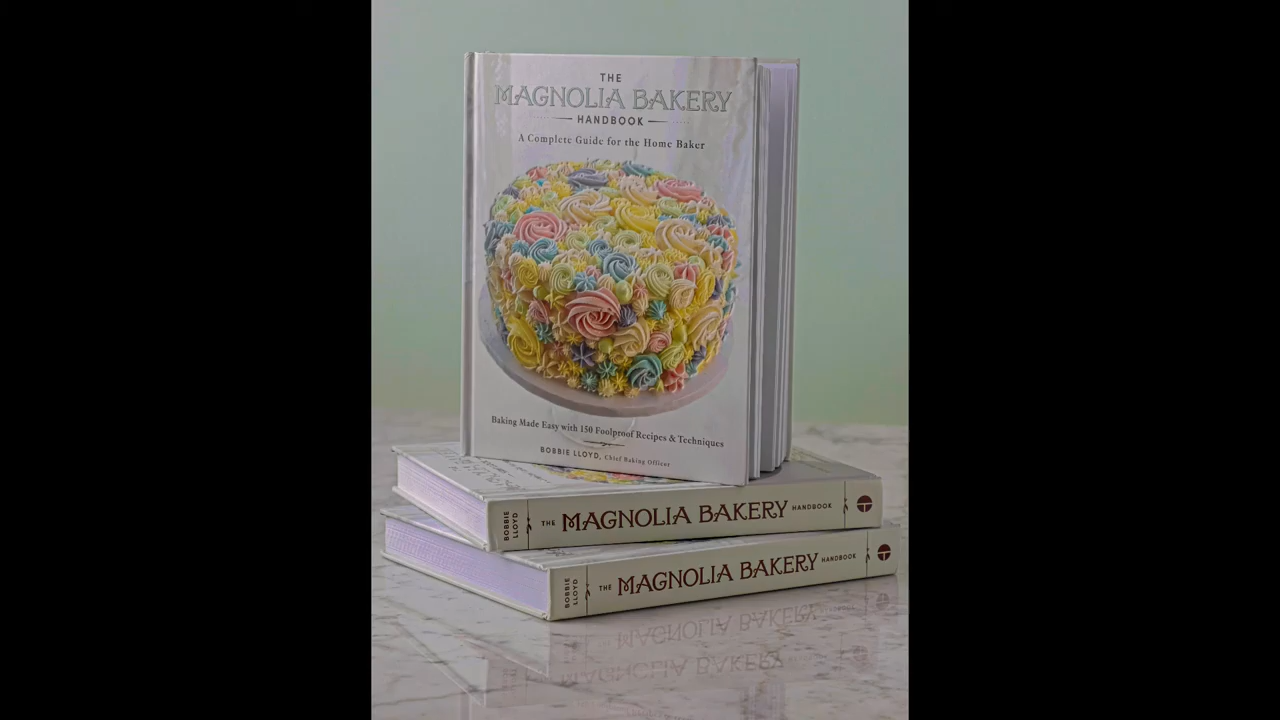 THE
MAGNOLIA BAKERY
HANDBOOK
A Complete Guide for the Home Baker
Baking Made Easy with 150 Foolproof Recipes & Techniques
BOBBIE LLOYD, Chief Baking Officer
BOBBIE
LLOYD
THE MAGNOLIA BAKERY HANDBOOK
BOBBIE
LLOYD
THE MAGNOLIA BAKERY HANDBOOK